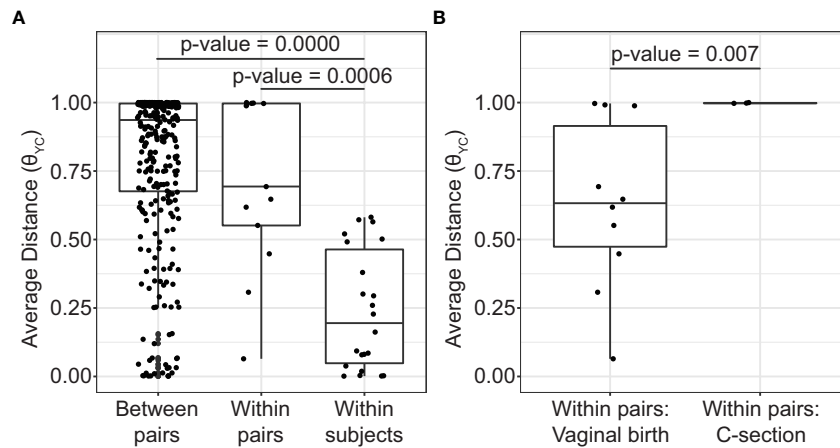 A
p-value = 0.0000
p-value = 0.0006
1.00
0.75
0.50
0.25
0.00
Average Distance (θYC)
Between
pairs
Within
pairs
Within
subjects
B
p-value = 0.007
1.00
0.75
0.50
0.25
0.00
Average Distance (θYC)
Within pairs:
Vaginal birth
Within pairs:
C-section